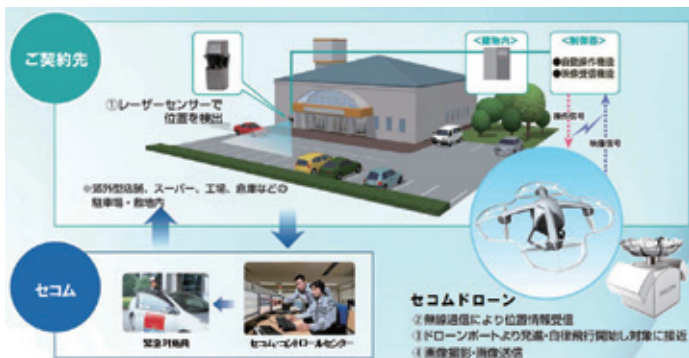 ご契約先
①レーザーセンサーで
位置を検出
<建物内>
<制御器>
●自動操作機能
●映像受信機能
操作信号
映像信号
※郊外型店舗、スーパー、工場、倉庫などの
駐車場・敷地内
セコム
緊急対処員
セコム・コントロールセンター
セコムドローン
②無線通信により位置情報受信
③ドローンポートより発進・自律飛行開始し対象に接近
④画像撮影・画像送信